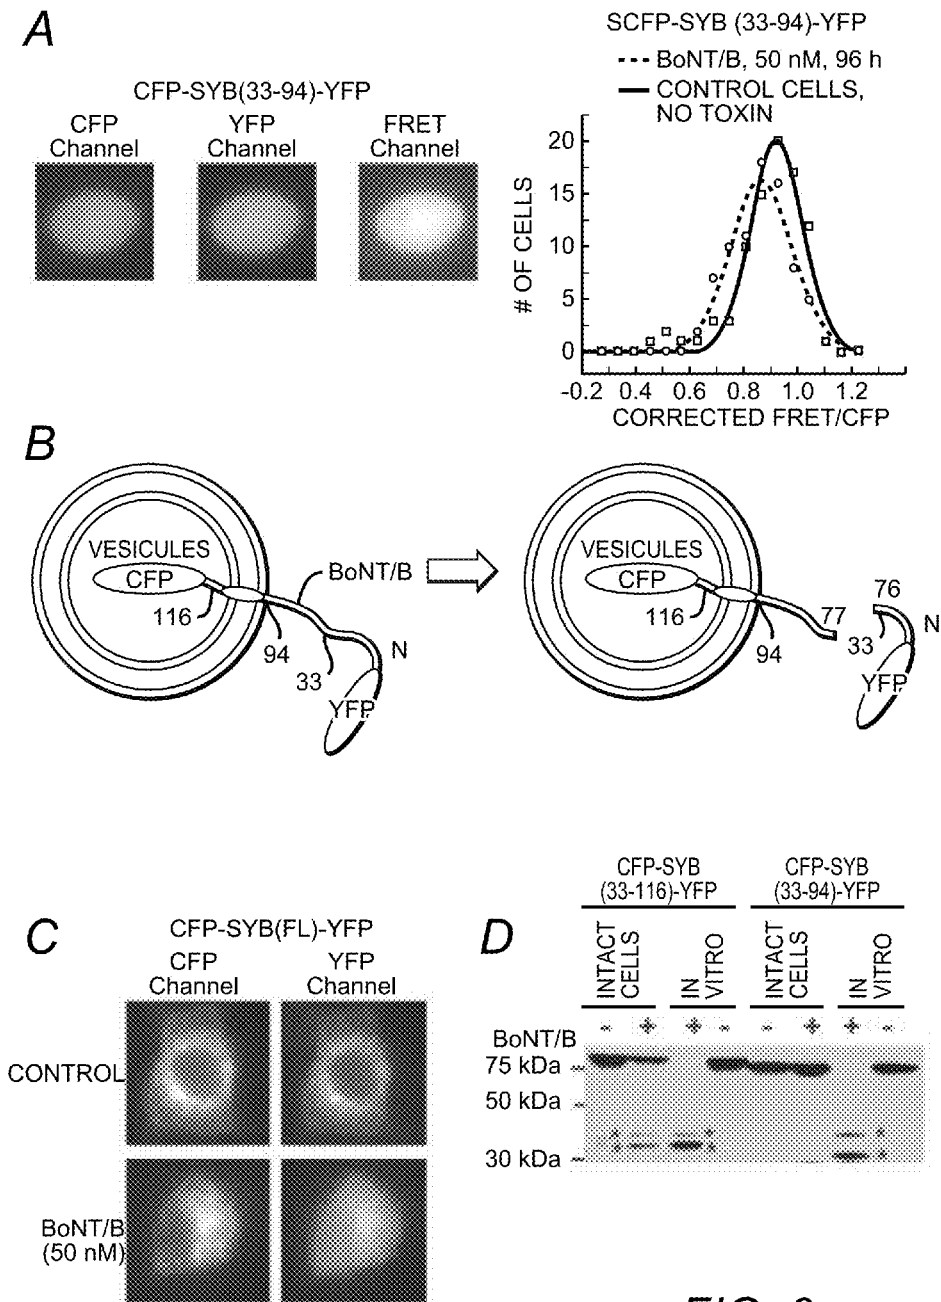 A
CFP-SYB(33-94)-YFP
CFP Channel
YFP Channel
FRET Channel
SCFP-SYB (33-94)-YFP
BoNT/B, 50 nM, 96 h
CONTROL CELLS,
NO TOXIN
# OF CELLS
20
15
10
5
0
-0.2 0.4 0.6 0.8 1.0 1.2
CORRECTED FRET/CFP
B
VESICULES
CFP
116
94
33
BoNT/B
N
YFP
VESICULES
CFP
116
94
77
76
33
N
YFP
C
CFP-SYB(FL)-YFP
CFP Channel
YFP Channel
CONTROL
BoNT/B
(50 nM)
D
CFP-SYB
(33-116)-YFP
CFP-SYB
(33-94)-YFP
INTACT CELLS
IN VITRO
INTACT CELLS
IN VITRO
BoNT/B - + + - - + + -
75 kDa
50 kDa
30 kDa